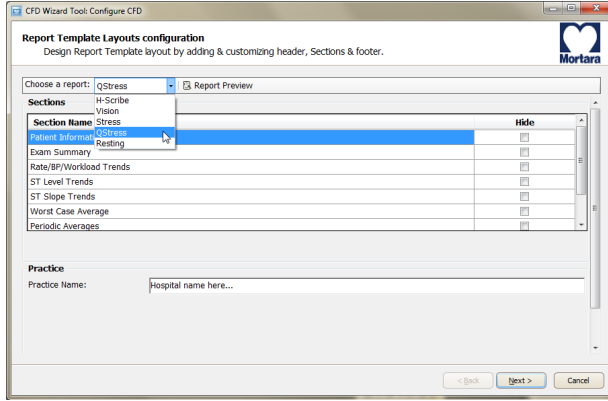 CFD Wizard Tool: Configure CFD
Report Template Layouts configuration
Design Report Template layout by adding & customizing header, Sections & footer.
Mortara
Choose a report: QStress Report Preview
H-Scribe
Vision
Stress
QStress
Resting
Sections
Section Name Hide
Patient Informati
Exam Summary
Rate/BP/Workload Trends
ST Level Trends
ST Slope Trends
Worst Case Average
Periodic Averages
Practice
Practice Name: Hospital name here...
< Back Next > Cancel